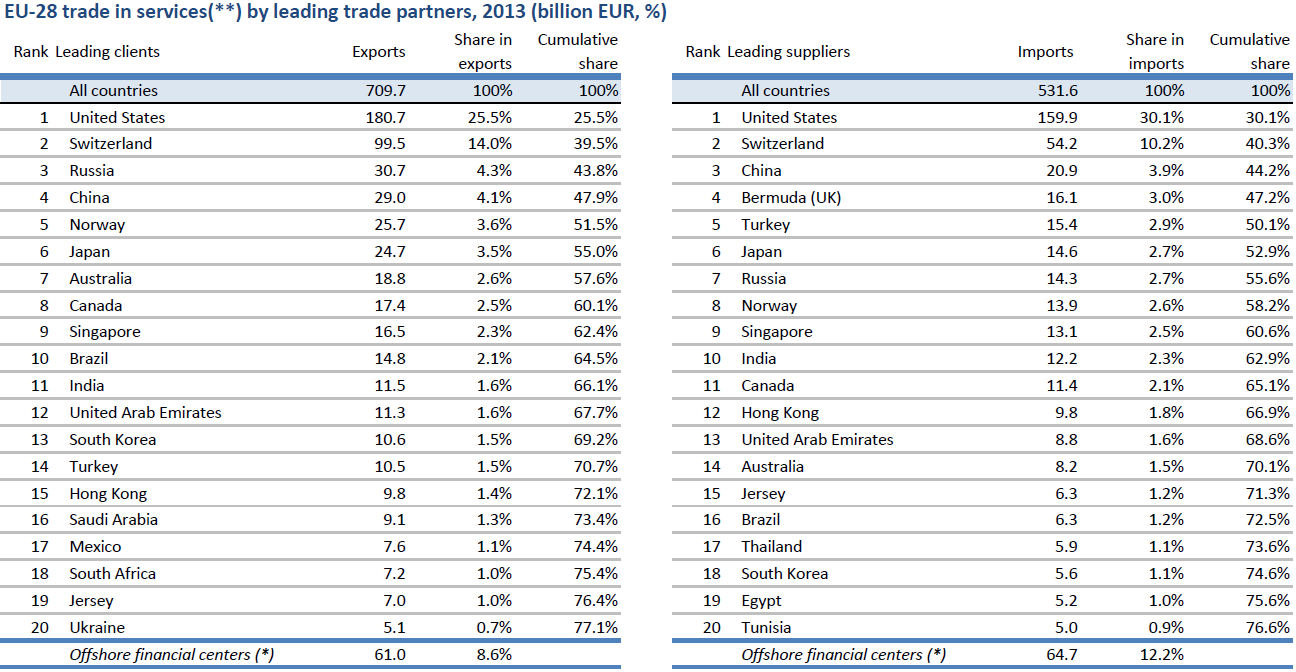 EU-28 trade in services(**) by leading trade partners, 2013 (billion EUR, %)
Rank Leading clients Exports Share in exports Cumulative share
All countries 709.7 100% 100%
1 United States 180.7 25.5% 25.5%
2 Switzerland 99.5 14.0% 39.5%
3 Russia 30.7 4.3% 43.8%
4 China 29.0 4.1% 47.9%
5 Norway 25.7 3.6% 51.5%
6 Japan 24.7 3.5% 55.0%
7 Australia 18.8 2.6% 57.6%
8 Canada 17.4 2.5% 60.1%
9 Singapore 16.5 2.3% 62.4%
10 Brazil 14.8 2.1% 64.5%
11 India 11.5 1.6% 66.1%
12 United Arab Emirates 11.3 1.6% 67.7%
13 South Korea 10.6 1.5% 69.2%
14 Turkey 10.5 1.5% 70.7%
15 Hong Kong 9.8 1.4% 72.1%
16 Saudi Arabia 9.1 1.3% 73.4%
17 Mexico 7.6 1.1% 74.4%
18 South Africa 7.2 1.0% 75.4%
19 Jersey 7.0 1.0% 76.4%
20 Ukraine 5.1 0.7% 77.1%
Offshore financial centers (*) 61.0 8.6%
Rank Leading suppliers Imports Share in imports Cumulative share
All countries 531.6 100% 100%
1 United States 159.9 30.1% 30.1%
2 Switzerland 54.2 10.2% 40.3%
3 China 20.9 3.9% 44.2%
4 Bermuda (UK) 16.1 3.0% 47.2%
5 Turkey 15.4 2.9% 50.1%
6 Japan 14.6 2.7% 52.9%
7 Russia 14.3 2.7% 55.6%
8 Norway 13.9 2.6% 58.2%
9 Singapore 13.1 2.5% 60.6%
10 India 12.2 2.3% 62.9%
11 Canada 11.4 2.1% 65.1%
12 Hong Kong 9.8 1.8% 66.9%
13 United Arab Emirates 8.8 1.6% 68.6%
14 Australia 8.2 1.5% 70.1%
15 Jersey 6.3 1.2% 71.3%
16 Brazil 6.3 1.2% 72.5%
17 Thailand 5.9 1.1% 73.6%
18 South Korea 5.6 1.1% 74.6%
19 Egypt 5.2 1.0% 75.6%
20 Tunisia 5.0 0.9% 76.6%
Offshore financial centers (*) 64.7 12.2%